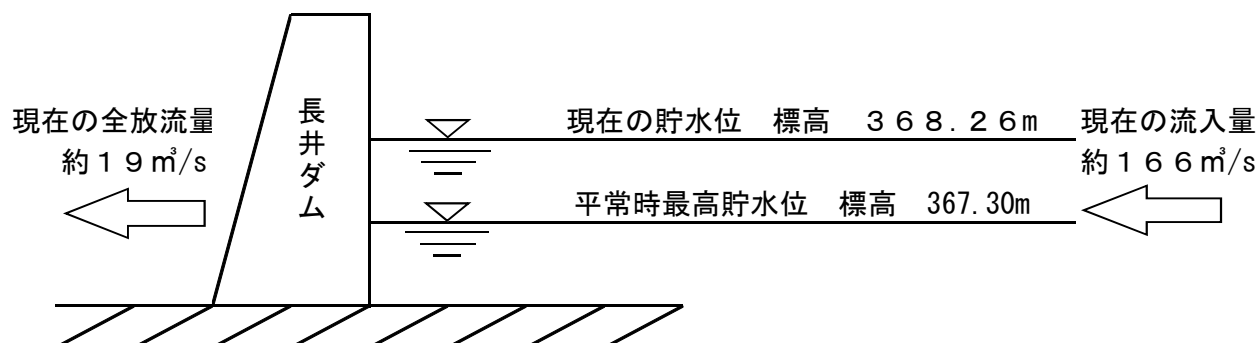 現在の全放流量
約19㎥/s
長井ダム
現在の貯水位　標高　368.26m
平常時最高貯水位　標高　367.30m
現在の流入量
約166㎥/s